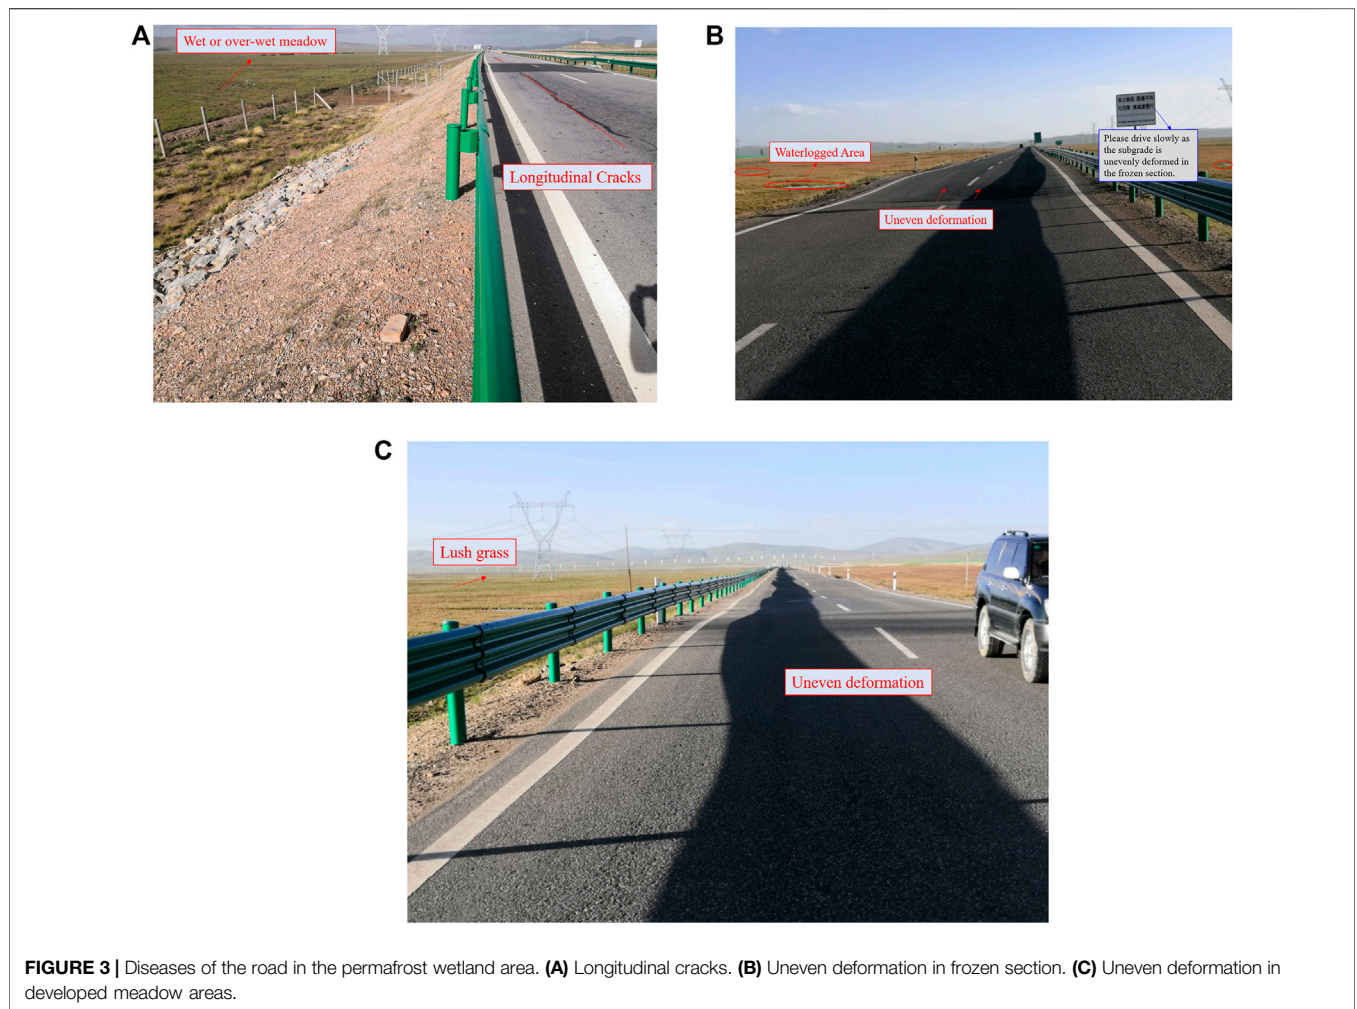 A
Wet or over-wet meadow
Longitudinal Cracks
B
Waterlogged Area
Uneven deformation
Please drive slowly as
the subgrade is
unevenly deformed in
the frozen section.
C
Lush grass
Uneven deformation
FIGURE 3 | Diseases of the road in the permafrost wetland area. (A) Longitudinal cracks. (B) Uneven deformation in frozen section. (C) Uneven deformation in
developed meadow areas.